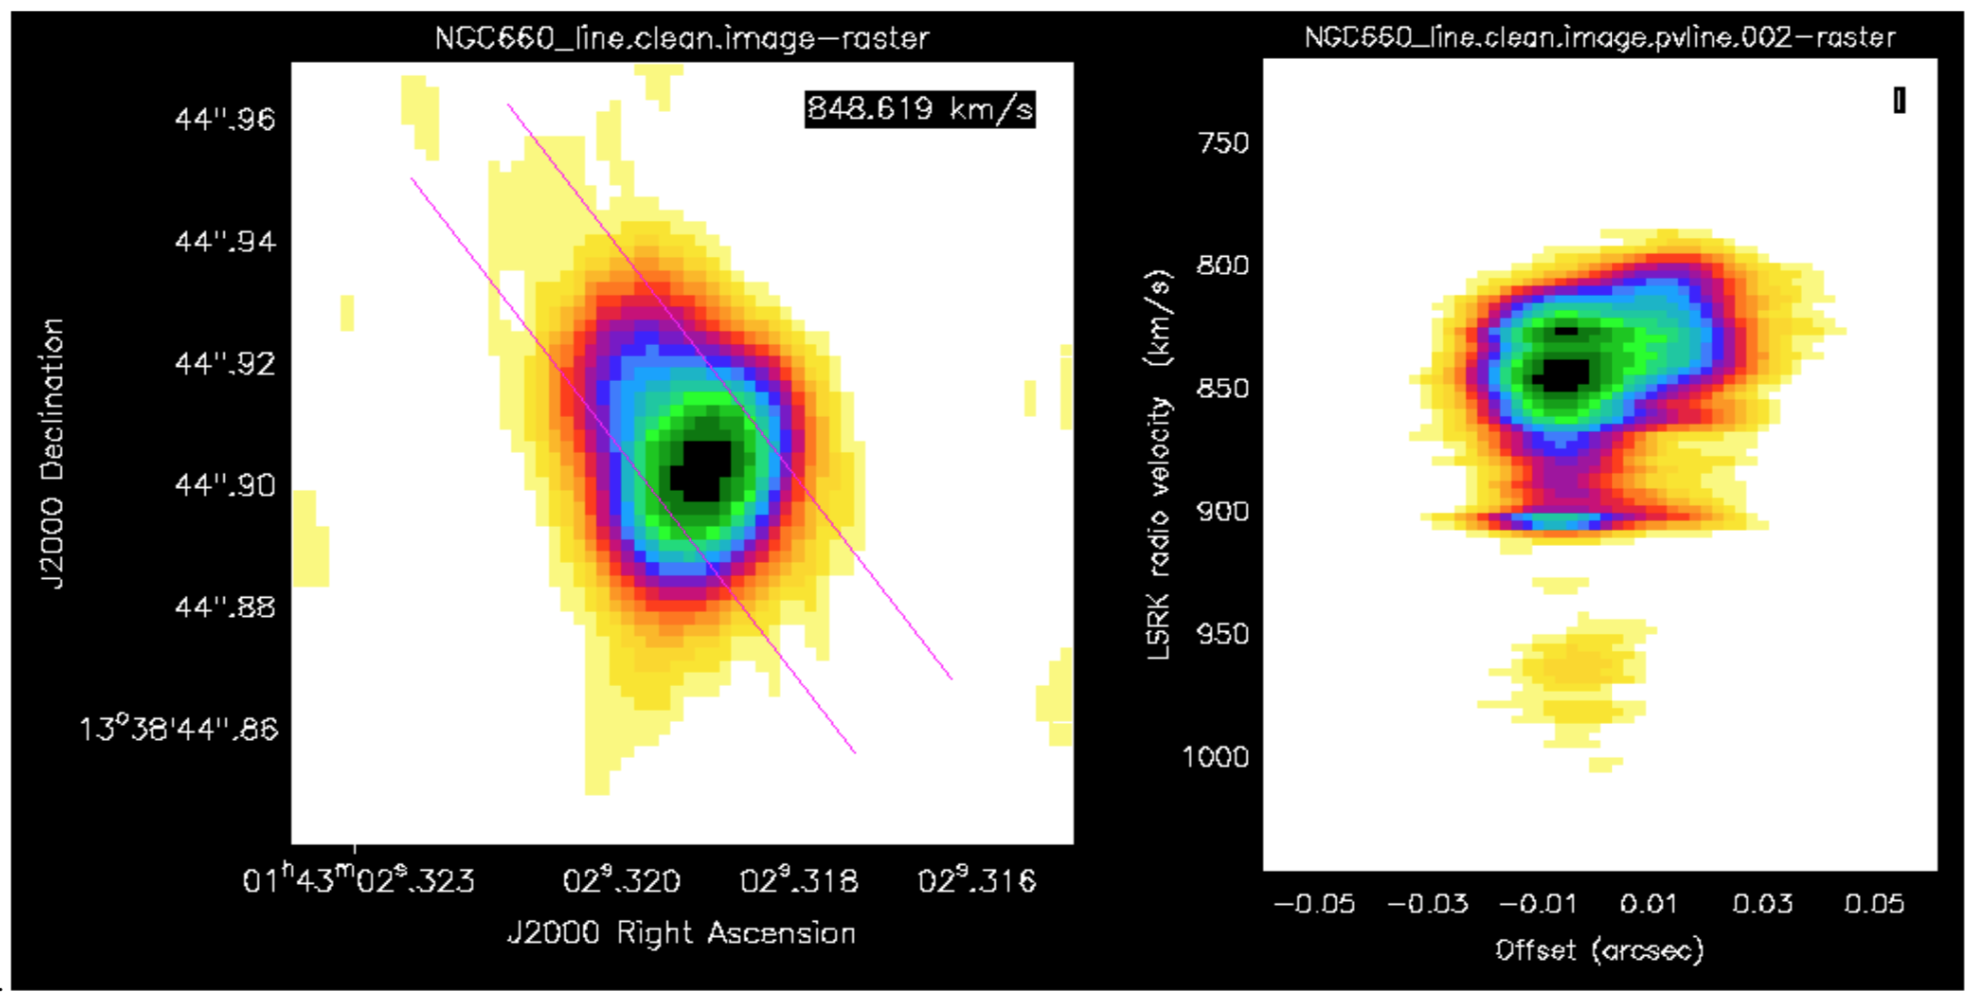 NGC660_line.clean.image-raster
848.619 km/s
44".96
44".94
44".92
44".90
44".88
13°38'44".86
J2000 Declination
01ʰ43ᵐ02ˢ.323 02ˢ.320 02ˢ.318 02ˢ.316
J2000 Right Ascension
NGC660_line.clean.image.pvline.002-raster
I
750
800
850
900
950
1000
LSRK radio velocity (km/s)
-0.05 -0.03 -0.01 0.01 0.03 0.05
Offset (arcsec)